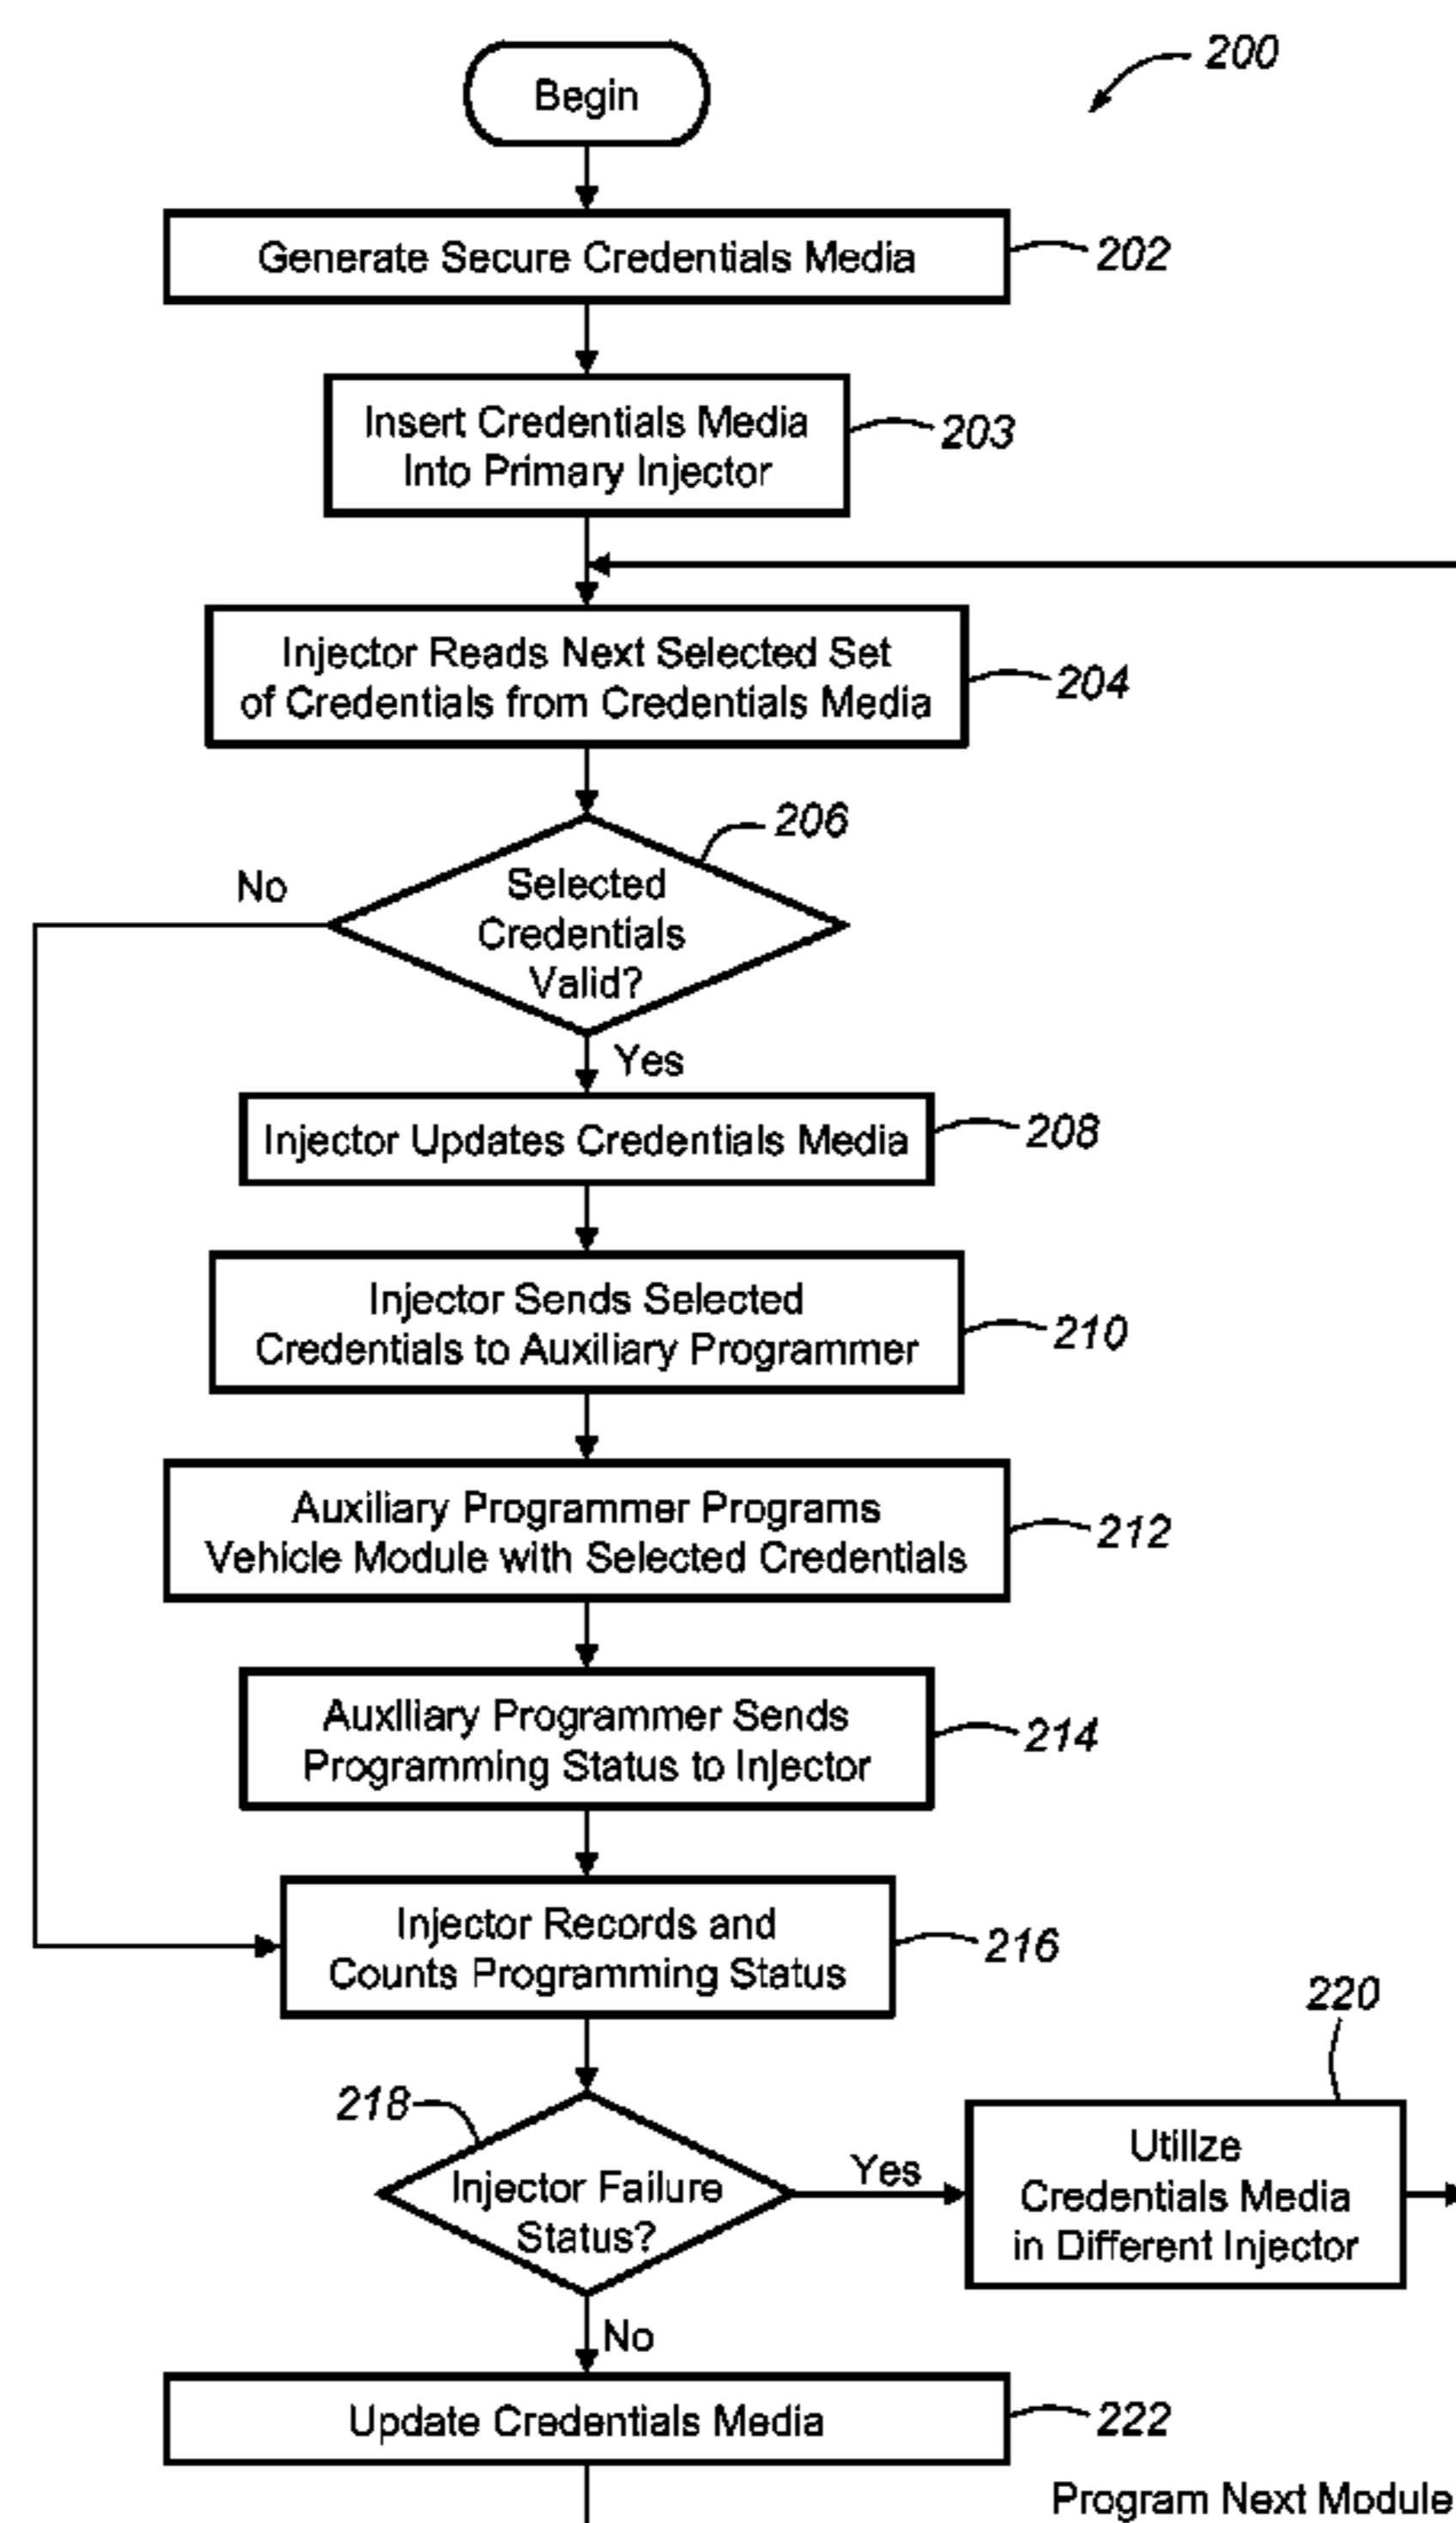 200
Begin
Generate Secure Credentials Media
202
Insert Credentials Media
Into Primary Injector
203
Injector Reads Next Selected Set
of Credentials from Credentials Media
204
206
No
Selected
Credentials
Valid?
Yes
Injector Updates Credentials Media
208
Injector Sends Selected
Credentials to Auxiliary Programmer
210
Auxiliary Programmer Programs
Vehicle Module with Selected Credentials
212
Auxiliary Programmer Sends
Programming Status to Injector
214
Injector Records and
Counts Programming Status
216
220
218
Injector Failure
Status?
Yes
Utilize
Credentials Media
in Different Injector
No
Update Credentials Media
222
Program Next Module